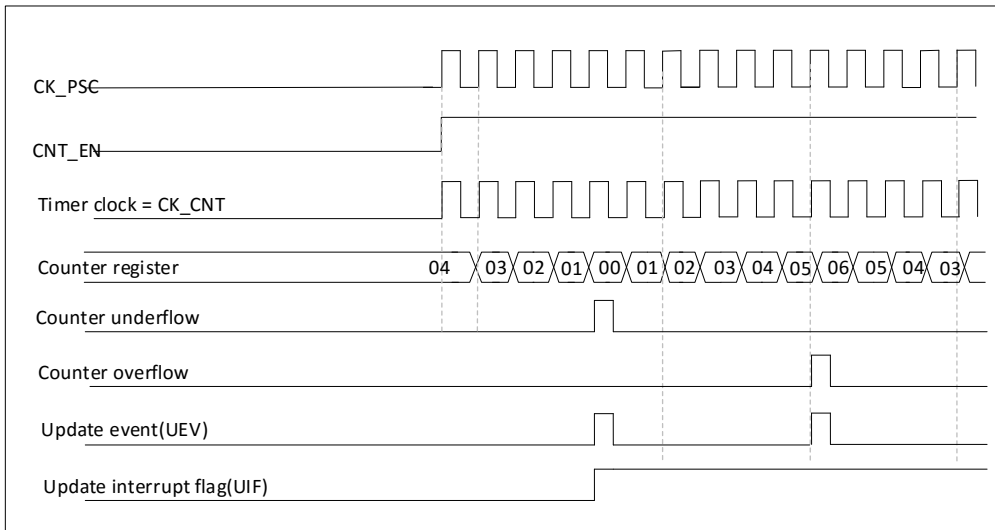 CK_PSC
CNT_EN
Timer clock = CK_CNT
Counter register 04 03 02 01 00 01 02 03 04 05 06 05 04 03
Counter underflow
Counter overflow
Update event(UEV)
Update interrupt flag(UIF)